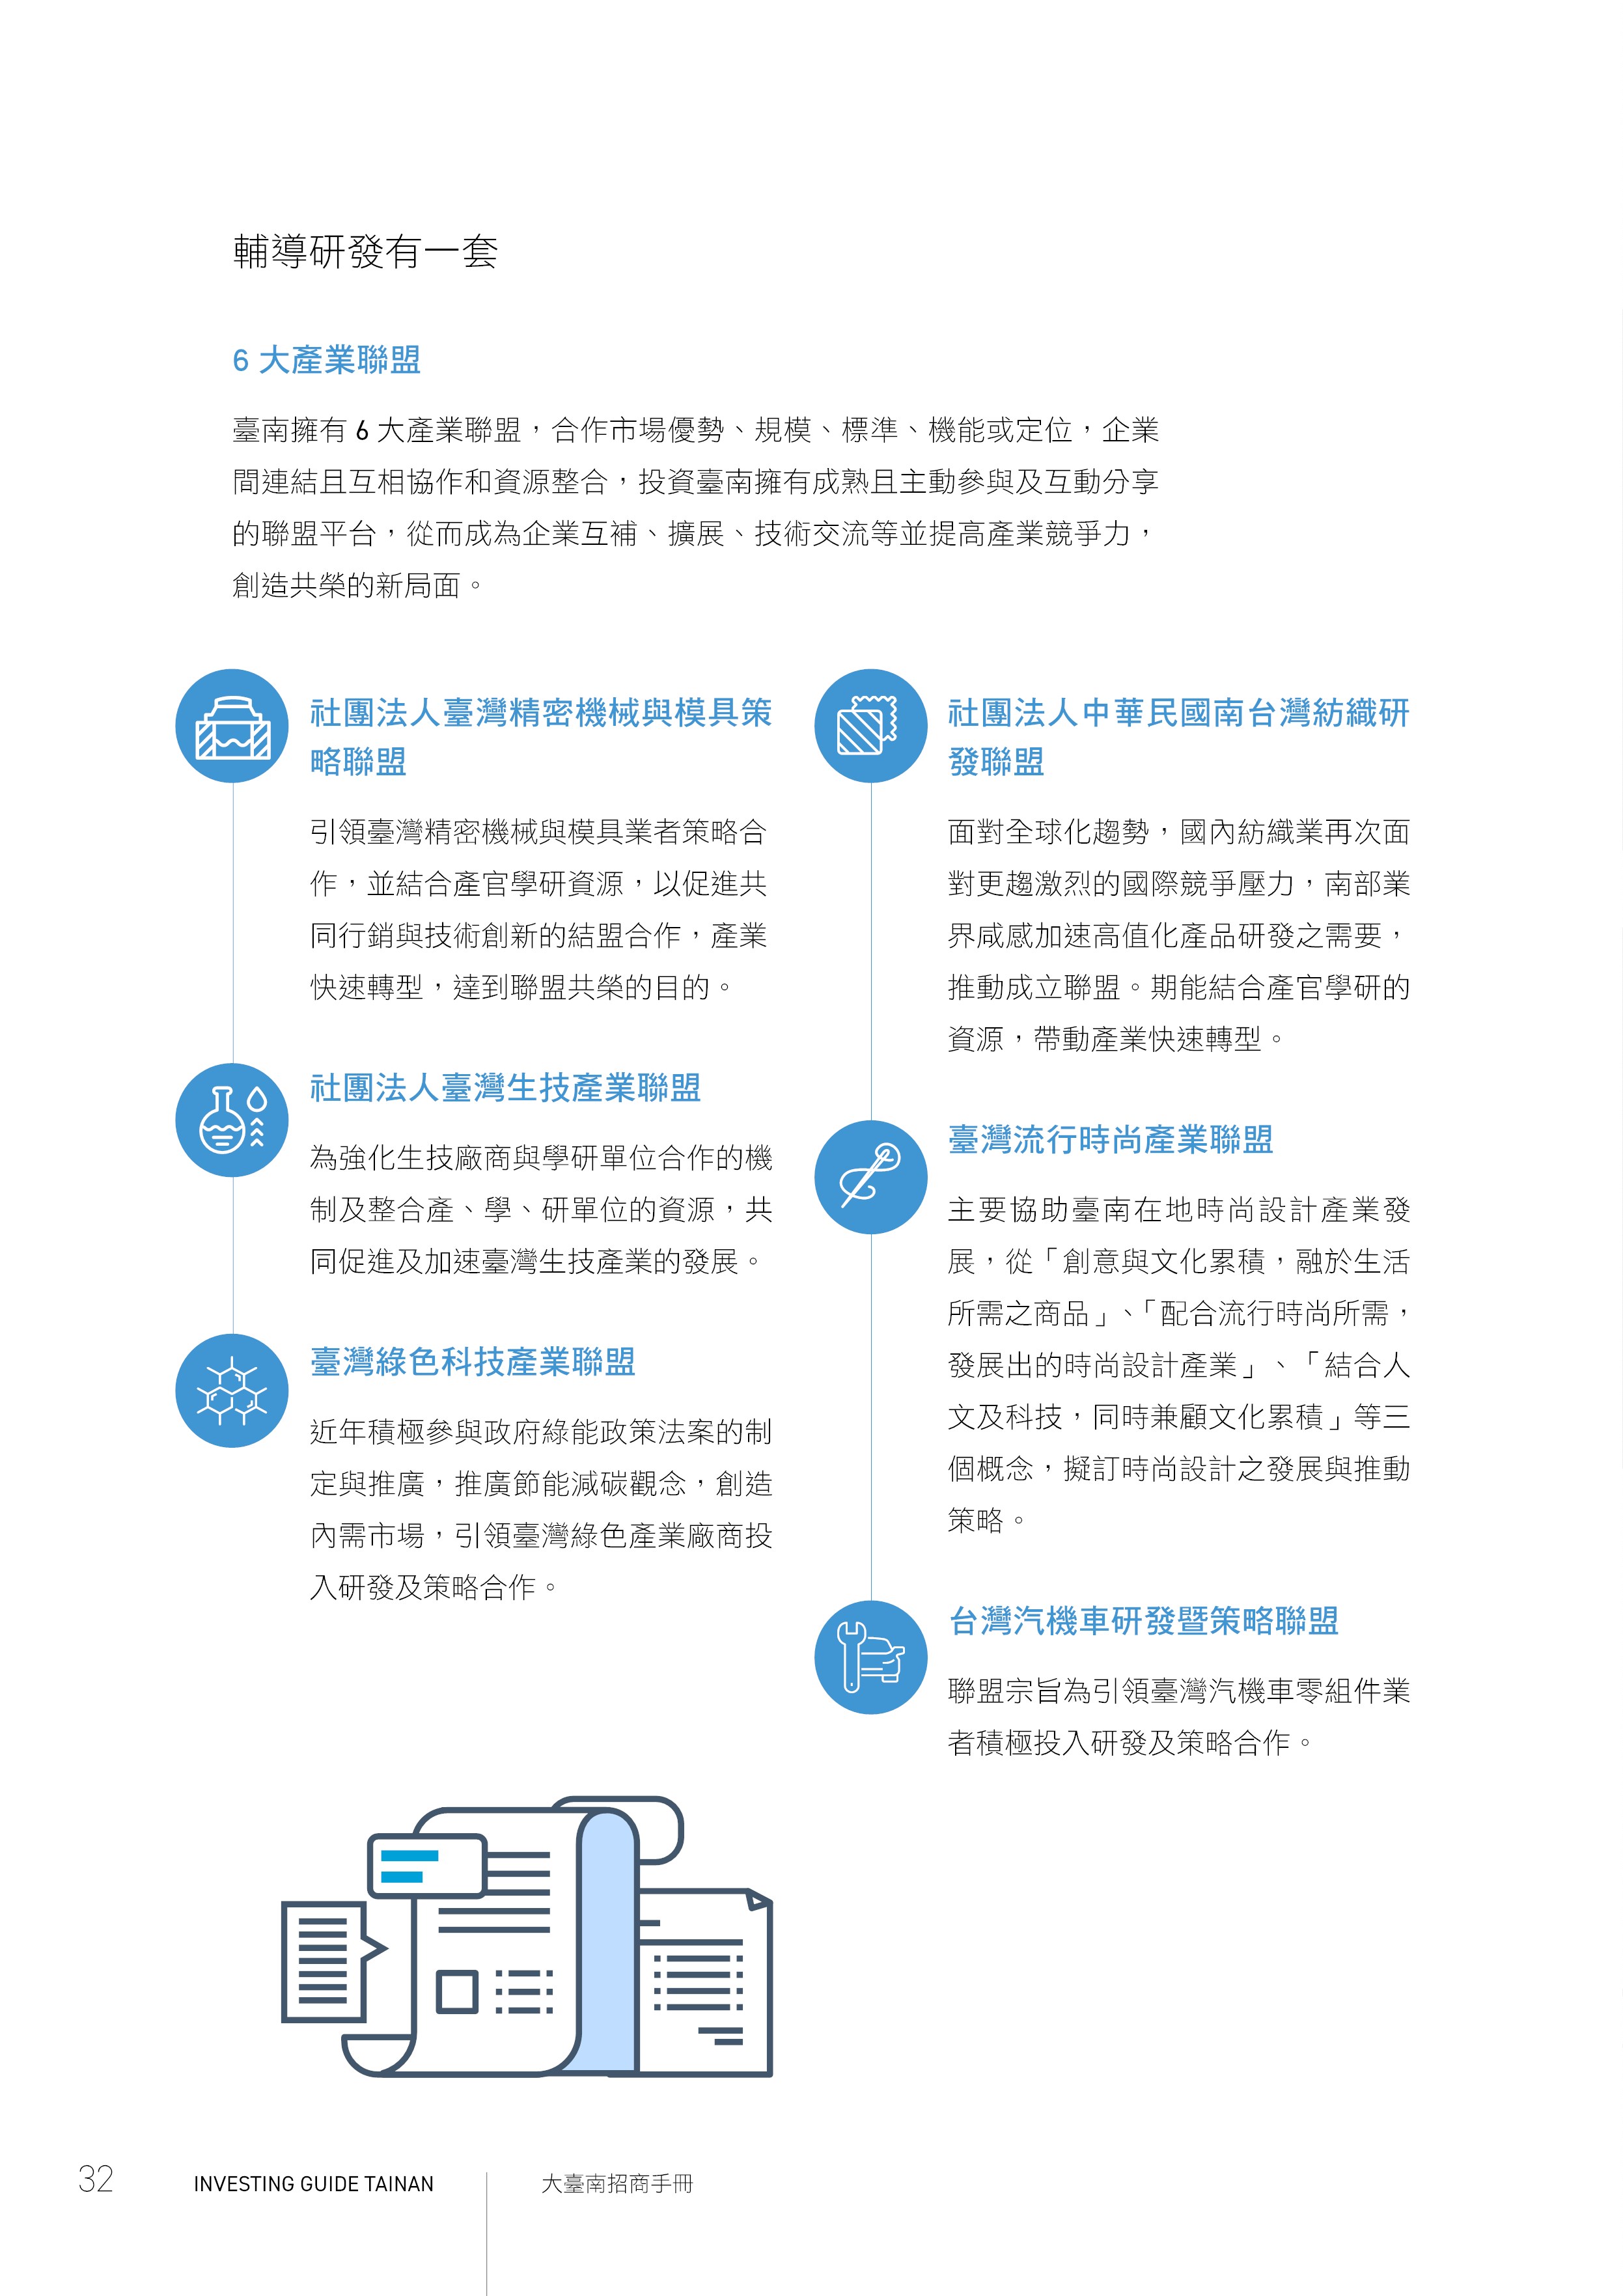 輔導研發有一套
6 大產業聯盟
臺南擁有 6 大產業聯盟，合作市場優勢、規模、標準、機能或定位，企業
間連結且互相協作和資源整合，投資臺南擁有成熟且主動參與及互動分享
的聯盟平台，從而成為企業互補、擴展、技術交流等並提高產業競爭力，
創造共榮的新局面。
社團法人臺灣精密機械與模具策
略聯盟
引領臺灣精密機械與模具業者策略合
作，並結合產官學研資源，以促進共
同行銷與技術創新的結盟合作，產業
快速轉型，達到聯盟共榮的目的。
社團法人臺灣生技產業聯盟
為強化生技廠商與學研單位合作的機
制及整合產、學、研單位的資源，共
同促進及加速臺灣生技產業的發展。
臺灣綠色科技產業聯盟
近年積極參與政府綠能政策法案的制
定與推廣，推廣節能減碳觀念，創造
內需市場，引領臺灣綠色產業廠商投
入研發及策略合作。
社團法人中華民國南台灣紡織研
發聯盟
面對全球化趨勢，國內紡織業再次面
對更趨激烈的國際競爭壓力，南部業
界咸感加速高值化產品研發之需要，
推動成立聯盟。期能結合產官學研的
資源，帶動產業快速轉型。
臺灣流行時尚產業聯盟
主要協助臺南在地時尚設計產業發
展，從「創意與文化累積，融於生活
所需之商品」、「配合流行時尚所需，
發展出的時尚設計產業」、「結合人
文及科技，同時兼顧文化累積」等三
個概念，擬訂時尚設計之發展與推動
策略。
台灣汽機車研發暨策略聯盟
聯盟宗旨為引領臺灣汽機車零組件業
者積極投入研發及策略合作。
32
INVESTING GUIDE TAINAN
大臺南招商手冊